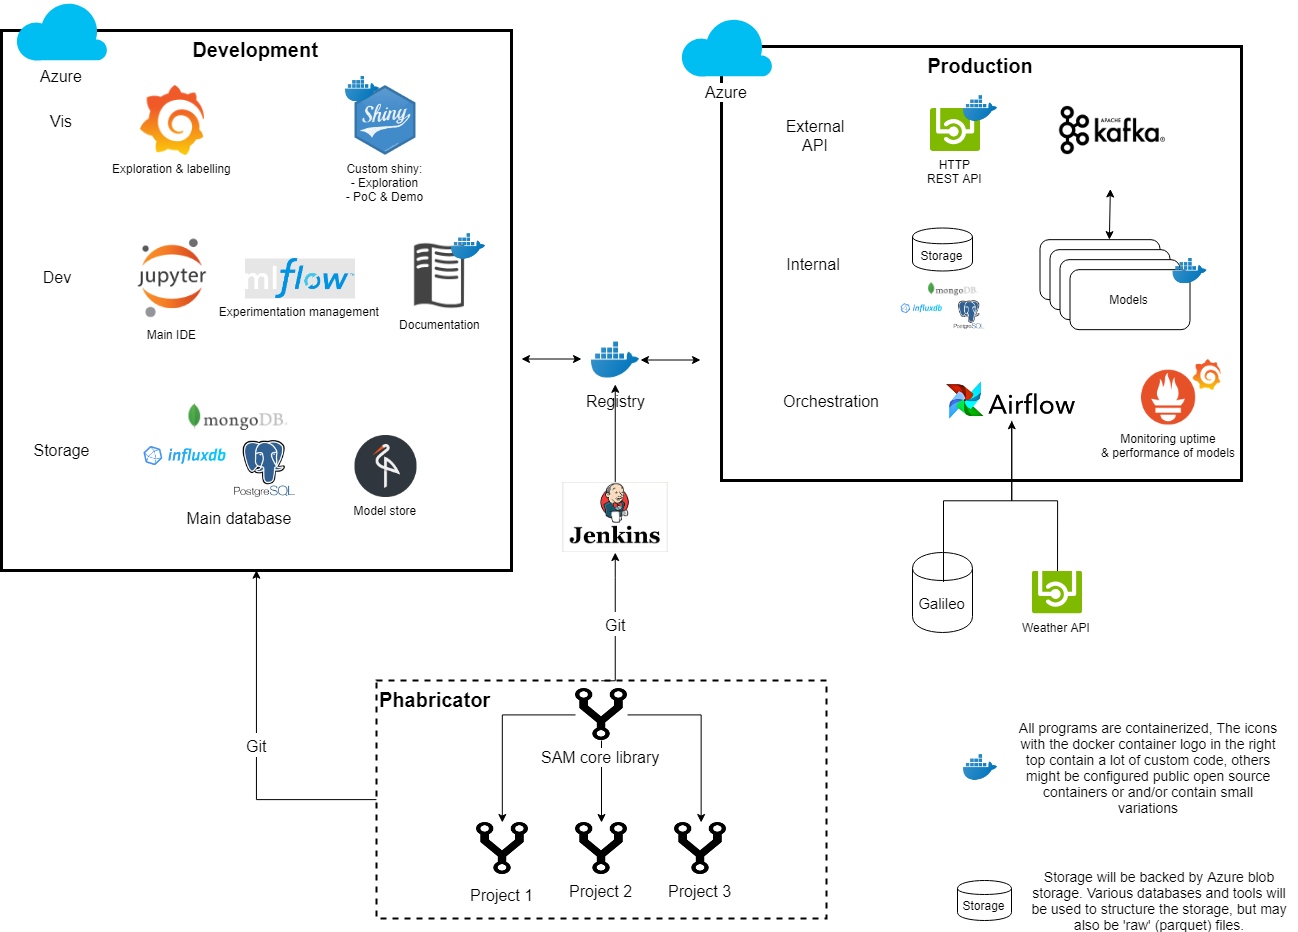 Development
Azure
Vis
Exploration & labelling
Shiny
Custom shiny:
- Exploration
- PoC & Demo
Dev
jupyter
Main IDE
mlflow™
Experimentation management
Documentation
Storage
mongoDB.
influxdb
PostgreSQL
Main database
Model store
Registry
Jenkins
Git
Git
Production
Azure
External
API
HTTP
REST API
APACHE
kafka®
Internal
Storage
mongoDB.
influxdb
PostgreSQL
Models
Orchestration
Airflow
Monitoring uptime
& performance of models
Galileo
Weather API
Phabricator
SAM core library
Project 1
Project 2
Project 3
All programs are containerized, The icons
with the docker container logo in the right
top contain a lot of custom code, others
might be configured public open source
containers or and/or contain small
variations
Storage
Storage will be backed by Azure blob
storage. Various databases and tools will
be used to structure the storage, but may
also be 'raw' (parquet) files.